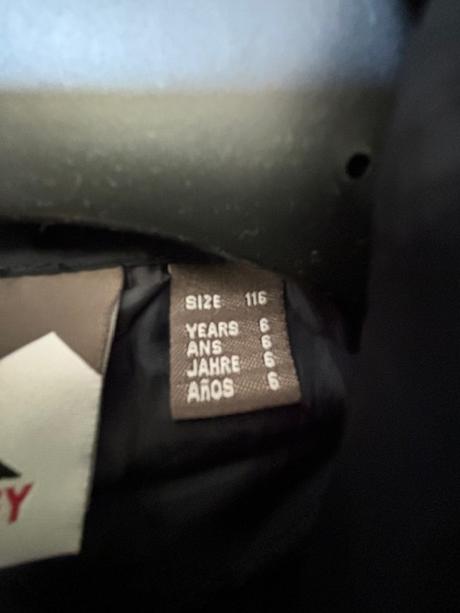 SIZE 116
YEARS 6
ANS 6
JAHRE 6
AÑOS 6